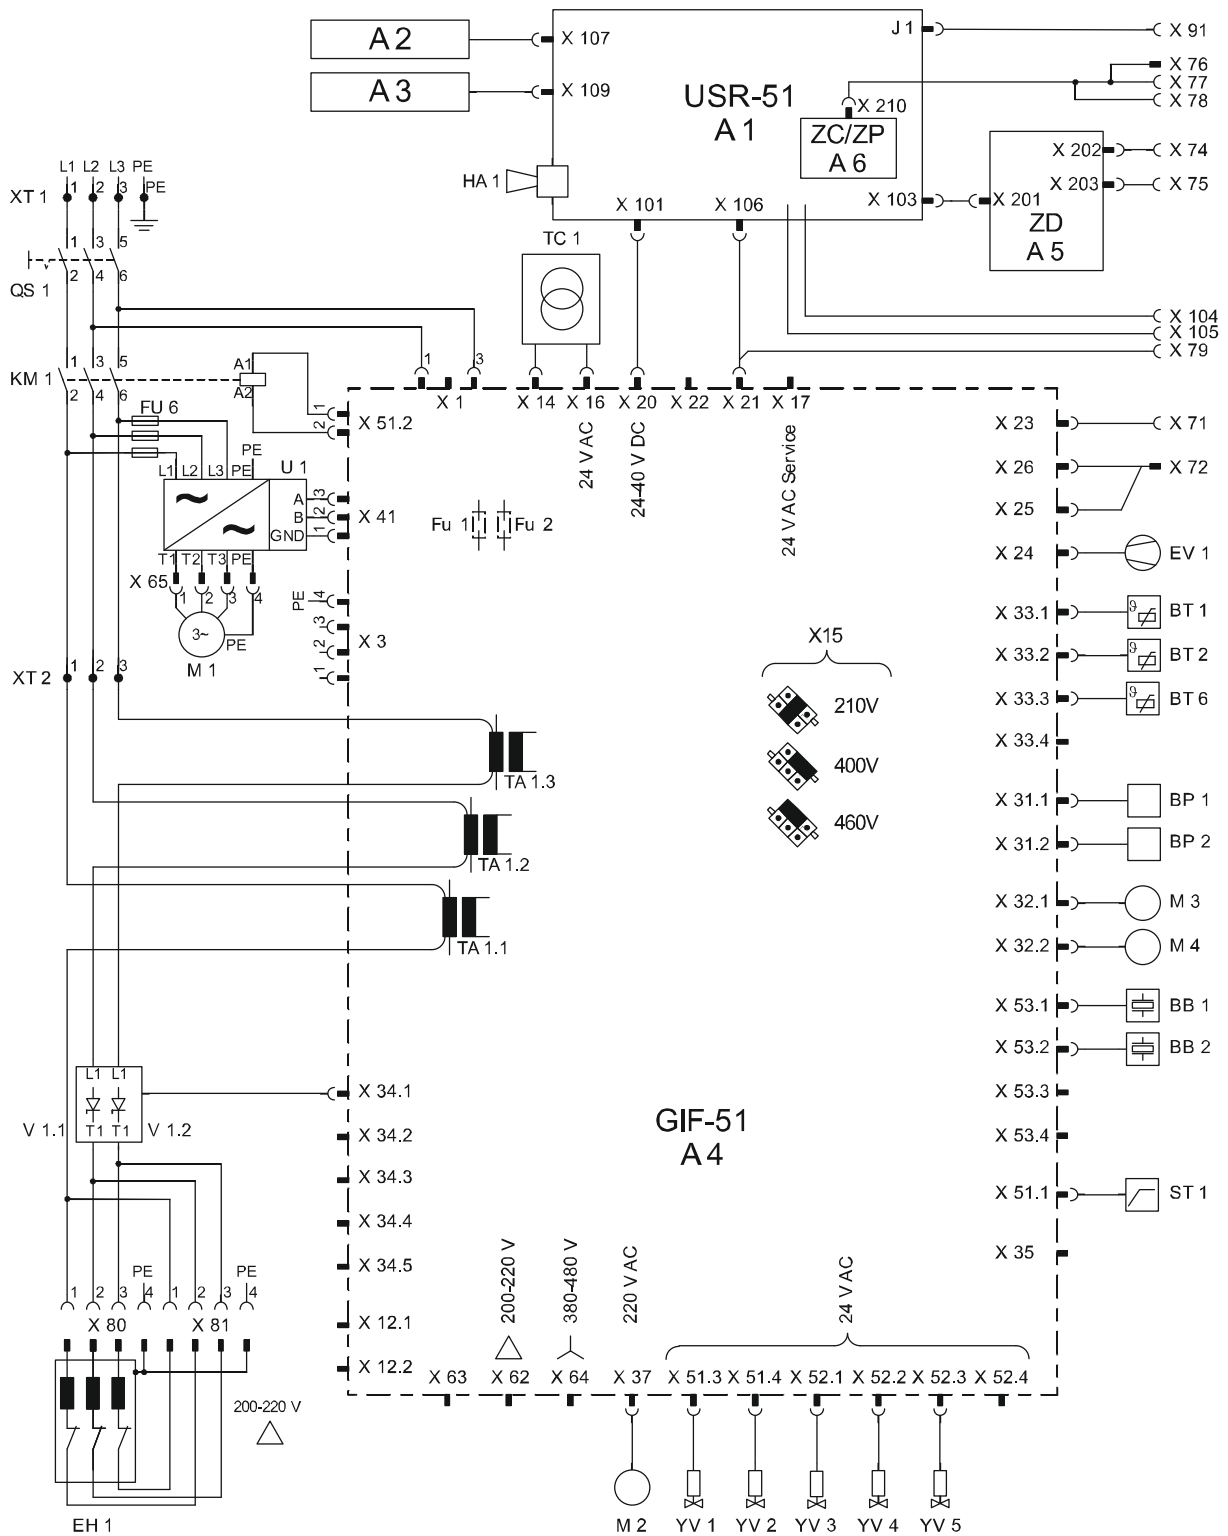 A 2
X 107
J 1
X 91
X 76
A 3
X 109
USR-51
A 1
X 210
X 77
X 78
ZC/ZP
A 6
X 202
X 74
L1 L2 L3 PE
HA 1
X 203
X 75
XT 1
1 2 3 PE
X 101
X 106
X 103
X 201
ZD
A 5
TC 1
1 3 5
2 4 6
QS 1
X 104
X 105
X 79
1 3 5
A1
1 3
KM 1
A2
2 4 6
X 1
X 14
X 16
X 20
X 22
X 21
X 17
FU 6
1
2
X 51.2
24 V AC
24-40 V DC
24 V AC Service
X 23
X 71
L1 L2 L3 PE
PE
U 1
X 26
X 72
A 3
B 2
GND 1
X 41
Fu 1
Fu 2
X 25
T1 T2 T3 PE
X 24
EV 1
X 65
1 2 3 4
PE 4
3
2
1
X 3
3~
PE
M 1
X 33.1
BT 1
X15
X 33.2
BT 2
XT 2
1 2 3
X 33.3
BT 6
210V
X 33.4
TA 1.3
400V
X 31.1
BP 1
460V
X 31.2
BP 2
TA 1.2
X 32.1
M 3
TA 1.1
X 32.2
M 4
X 53.1
BB 1
X 53.2
BB 2
L1 L1
X 34.1
X 53.3
V 1.1
T1 T1
V 1.2
GIF-51
A 4
X 34.2
X 53.4
X 34.3
X 51.1
ST 1
X 34.4
X 35
X 34.5
200-220 V
380-480 V
220 V AC
24 V AC
PE
PE
1 2 3 4 1 2 3 4
X 80
X 81
X 12.1
X 12.2
X 63
X 62
X 64
X 37
X 51.3
X 51.4
X 52.1
X 52.2
X 52.3
X 52.4
200-220 V
EH 1
M 2
YV 1
YV 2
YV 3
YV 4
YV 5